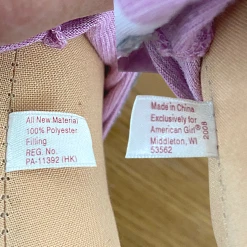 All New Material
100% Polyester
Filling
REG. No.
PA-11392 (HK)
Made in China
Exclusively for
American Girl®
Middleton, WI
53562
2008